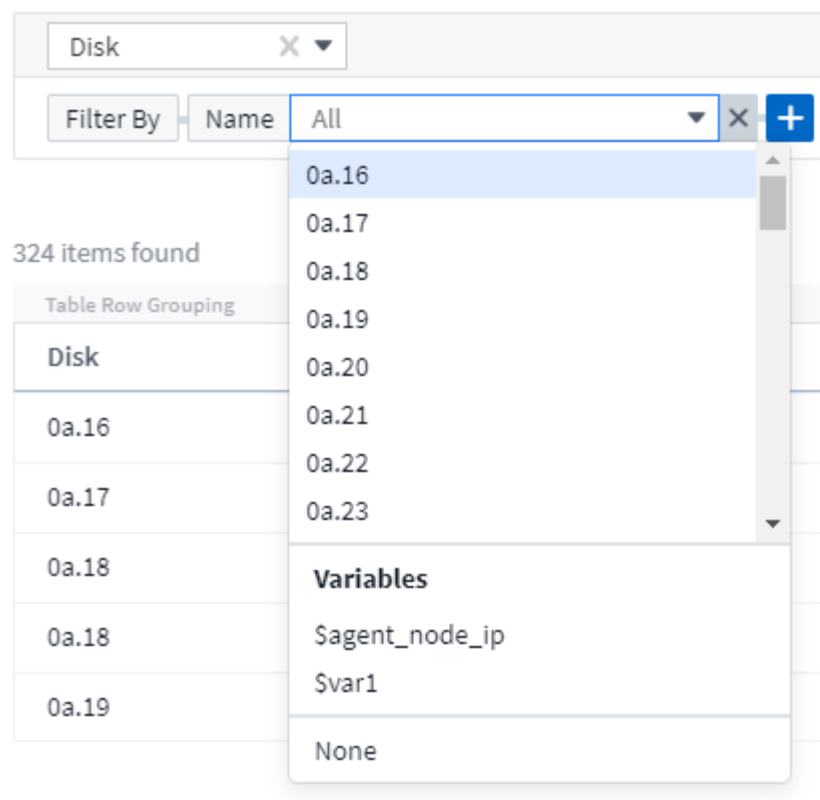 Disk
Filter By Name All
0a.16
0a.17
0a.18
0a.19
0a.20
0a.21
0a.22
0a.23
Variables
$agent_node_ip
$var1
None
324 items found
Table Row Grouping
Disk
0a.16
0a.17
0a.18
0a.18
0a.19